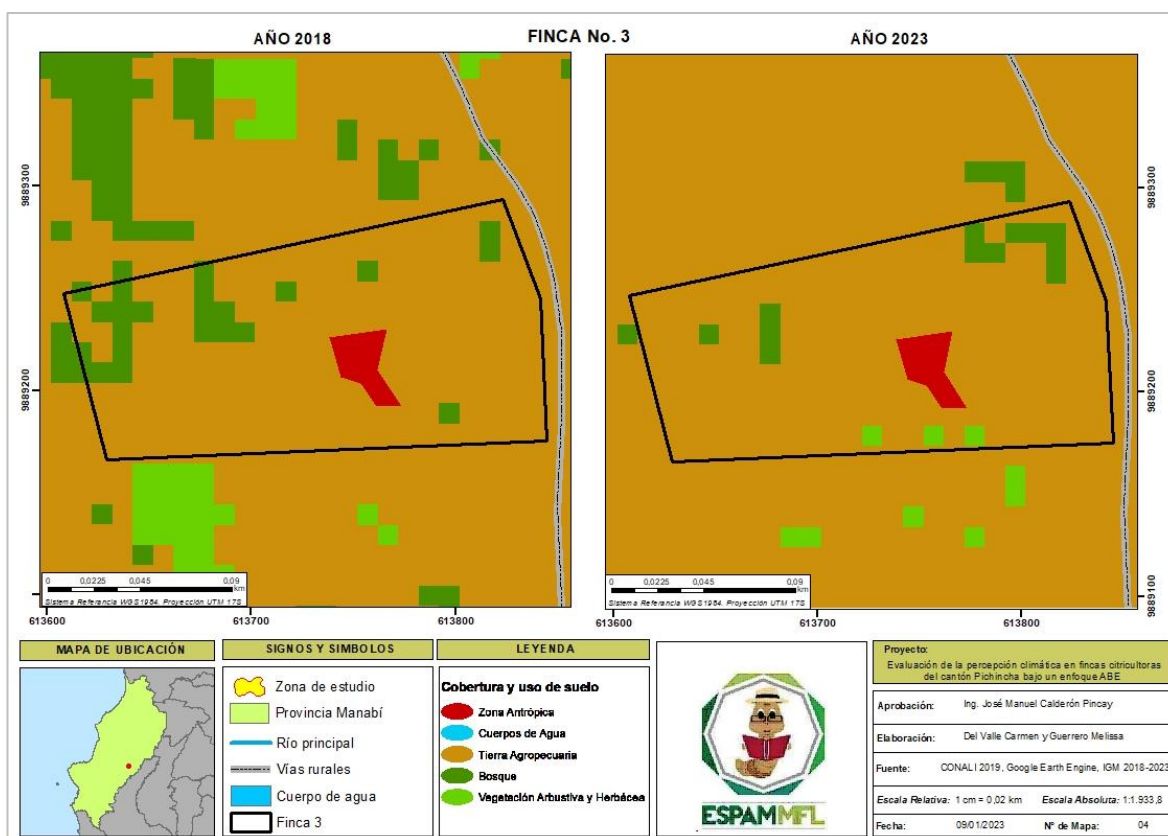 AÑO 2018
FINCA No. 3
AÑO 2023
9889300
9889200
0 0,0225 0,045 0,09
km
Sistema Referencia WGS1984. Proyección UTM 17S
613600 613700 613800
9889300
9889200
9889100
0 0,0225 0,045 0,09
km
Sistema Referencia WGS1984. Proyección UTM 17S
613600 613700 613800
MAPA DE UBICACIÓN
SIGNOS Y SIMBOLOS
Zona de estudio
Provincia Manabí
Río principal
Vías rurales
Cuerpo de agua
Finca 3
LEYENDA
Cobertura y uso de suelo
Zona Antrópica
Cuerpos de Agua
Tierra Agropecuaria
Bosque
Vegetación Arbustiva y Herbácea
ESPAMMFL
Proyecto:
Evaluación de la percepción climática en fincas citricultoras
del cantón Pichincha bajo un enfoque ABE
Aprobación: Ing. José Manuel Calderón Pincay
Elaboración: Del Valle Carmen y Guerrero Melissa
Fuente: CONALI 2019, Google Earth Engine, IGM 2018-2023
Escala Relativa: 1 cm = 0,02 km Escala Absoluta: 1:1.933,8
Fecha: 09/01/2023 Nº de Mapa: 04